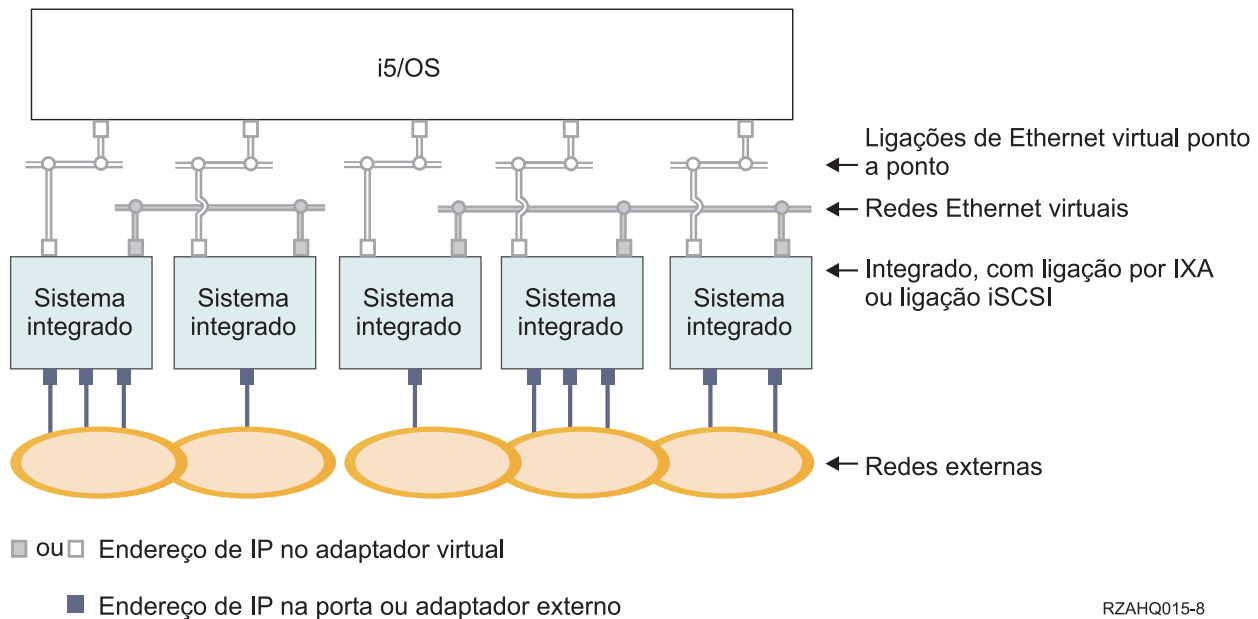 i5/OS
Ligações de Ethernet virtual ponto
a ponto
Redes Ethernet virtuais
Integrado, com ligação por IXA
ou ligação iSCSI
Sistema
integrado
Sistema
integrado
Sistema
integrado
Sistema
integrado
Sistema
integrado
Redes externas
ou Endereço de IP no adaptador virtual
Endereço de IP na porta ou adaptador externo
RZAHQ015-8